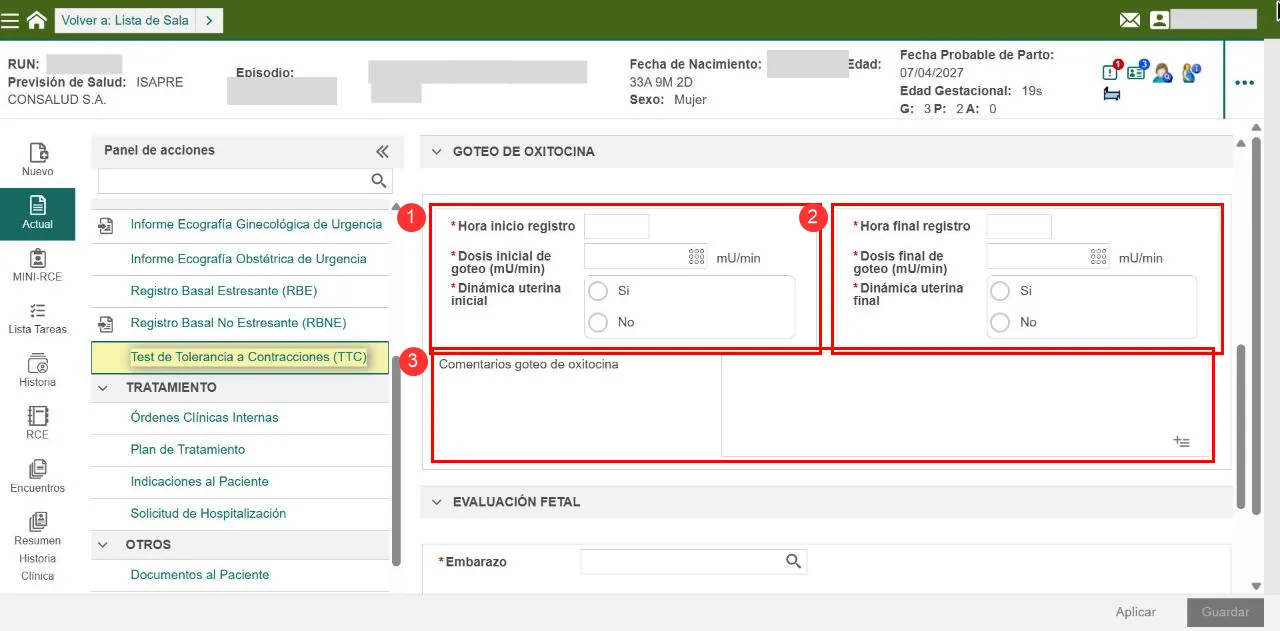 Volver a: Lista de Sala
RUN:
Previsión de Salud: ISAPRE
CONSALUD S.A.
Episodio:
Fecha de Nacimiento: Edad:
33A 9M 2D
Sexo: Mujer
Fecha Probable de Parto:
07/04/2027
Edad Gestacional: 19s
G: 3 P: 2 A: 0
1
3
Nuevo
Actual
MINI-RCE
Lista Tareas
Historia
RCE
Encuentros
Resumen
Historia
Clínica
Panel de acciones
Informe Ecografía Ginecológica de Urgencia
Informe Ecografía Obstétrica de Urgencia
Registro Basal Estresante (RBE)
Registro Basal No Estresante (RBNE)
Test de Tolerancia a Contracciones (TTC)
TRATAMIENTO
Órdenes Clínicas Internas
Plan de Tratamiento
Indicaciones al Paciente
Solicitud de Hospitalización
OTROS
Documentos al Paciente
GOTEO DE OXITOCINA
1
*Hora inicio registro
*Dosis inicial de
goteo (mU/min)
mU/min
*Dinámica uterina
inicial
Si
No
2
*Hora final registro
*Dosis final de
goteo (mU/min)
mU/min
*Dinámica uterina
final
Si
No
3
Comentarios goteo de oxitocina
EVALUACIÓN FETAL
*Embarazo
Aplicar
Guardar